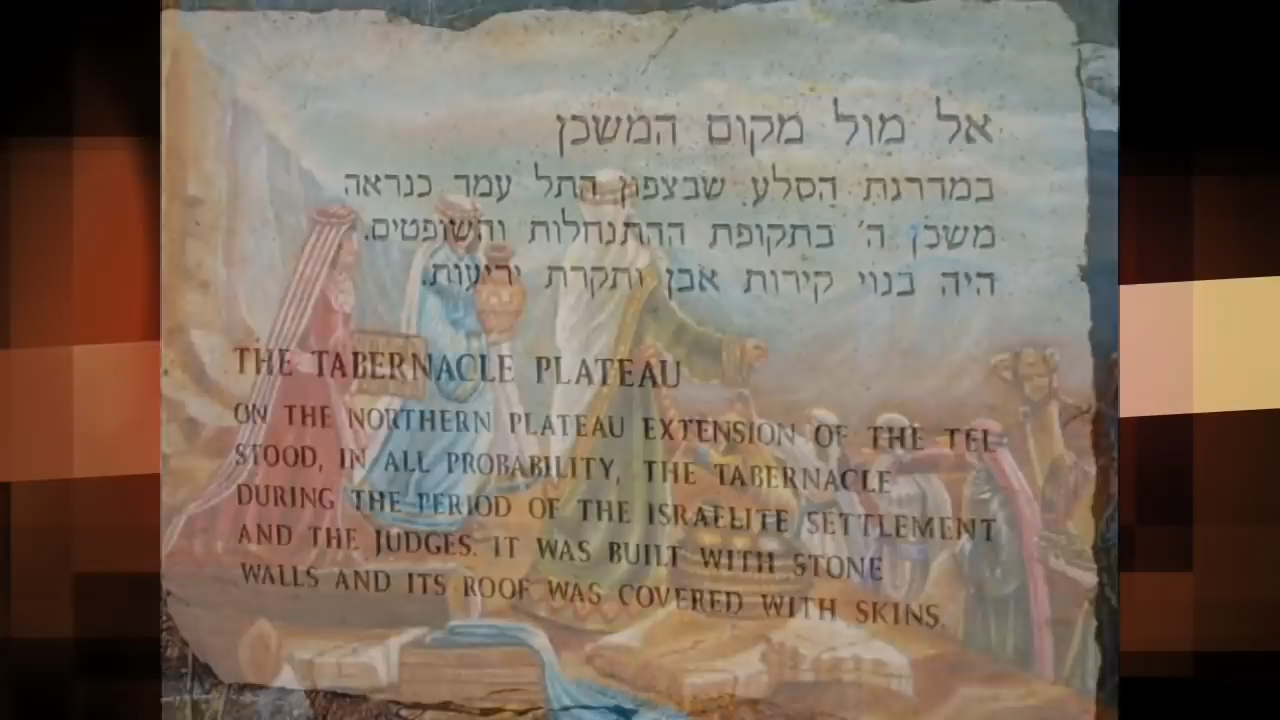 אל מול מקום המשכן
במדרגת הסלע שבצפון התל עמד כנראה
משכן ה' בתקופת ההתנחלות והשופטים.
היה בנוי קירות אבן ותקרת יריעות.
THE TABERNACLE PLATEAU
ON THE NORTHERN PLATEAU EXTENSION OF THE TEL
STOOD, IN ALL PROBABILITY, THE TABERNACLE
DURING THE PERIOD OF THE ISRAELITE SETTLEMENT
AND THE JUDGES. IT WAS BUILT WITH STONE
WALLS AND ITS ROOF WAS COVERED WITH SKINS.